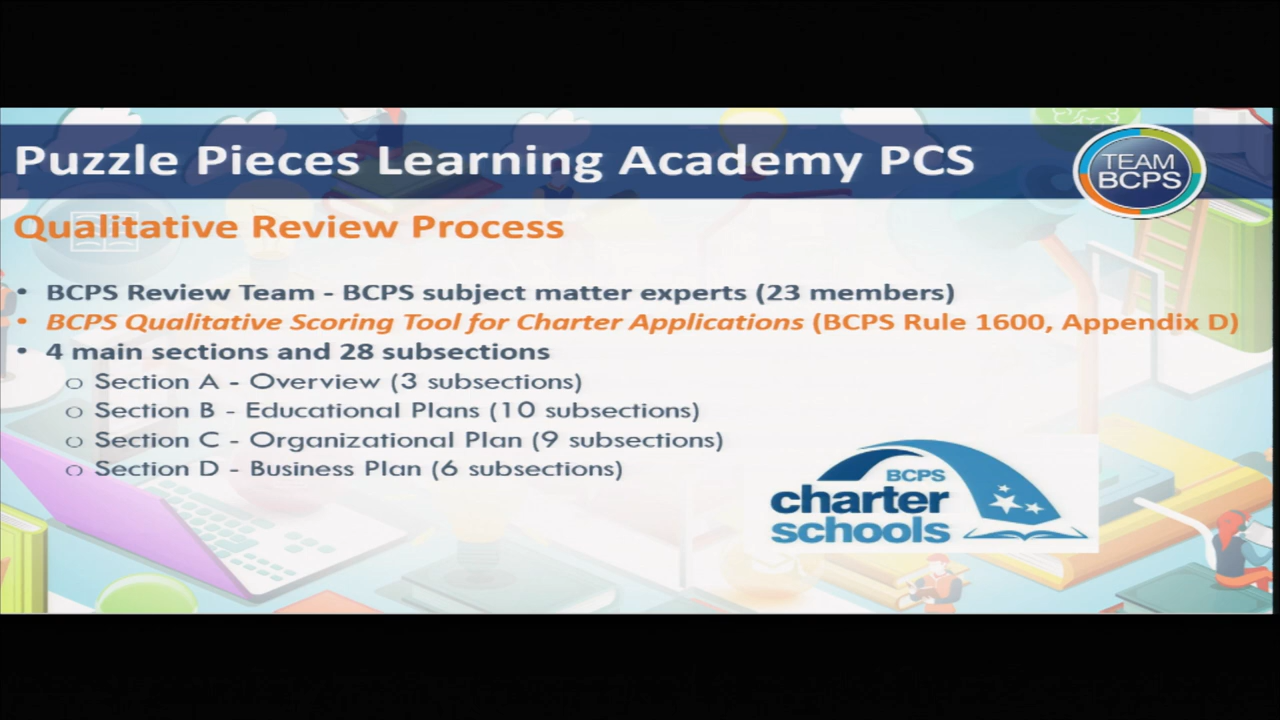 Puzzle Pieces Learning Academy PCS
TEAM
BCPS
Qualitative Review Process
• BCPS Review Team - BCPS subject matter experts (23 members)
• BCPS Qualitative Scoring Tool for Charter Applications (BCPS Rule 1600, Appendix D)
• 4 main sections and 28 subsections
o Section A - Overview (3 subsections)
o Section B - Educational Plans (10 subsections)
o Section C - Organizational Plan (9 subsections)
o Section D - Business Plan (6 subsections)
BCPS
charter
schools